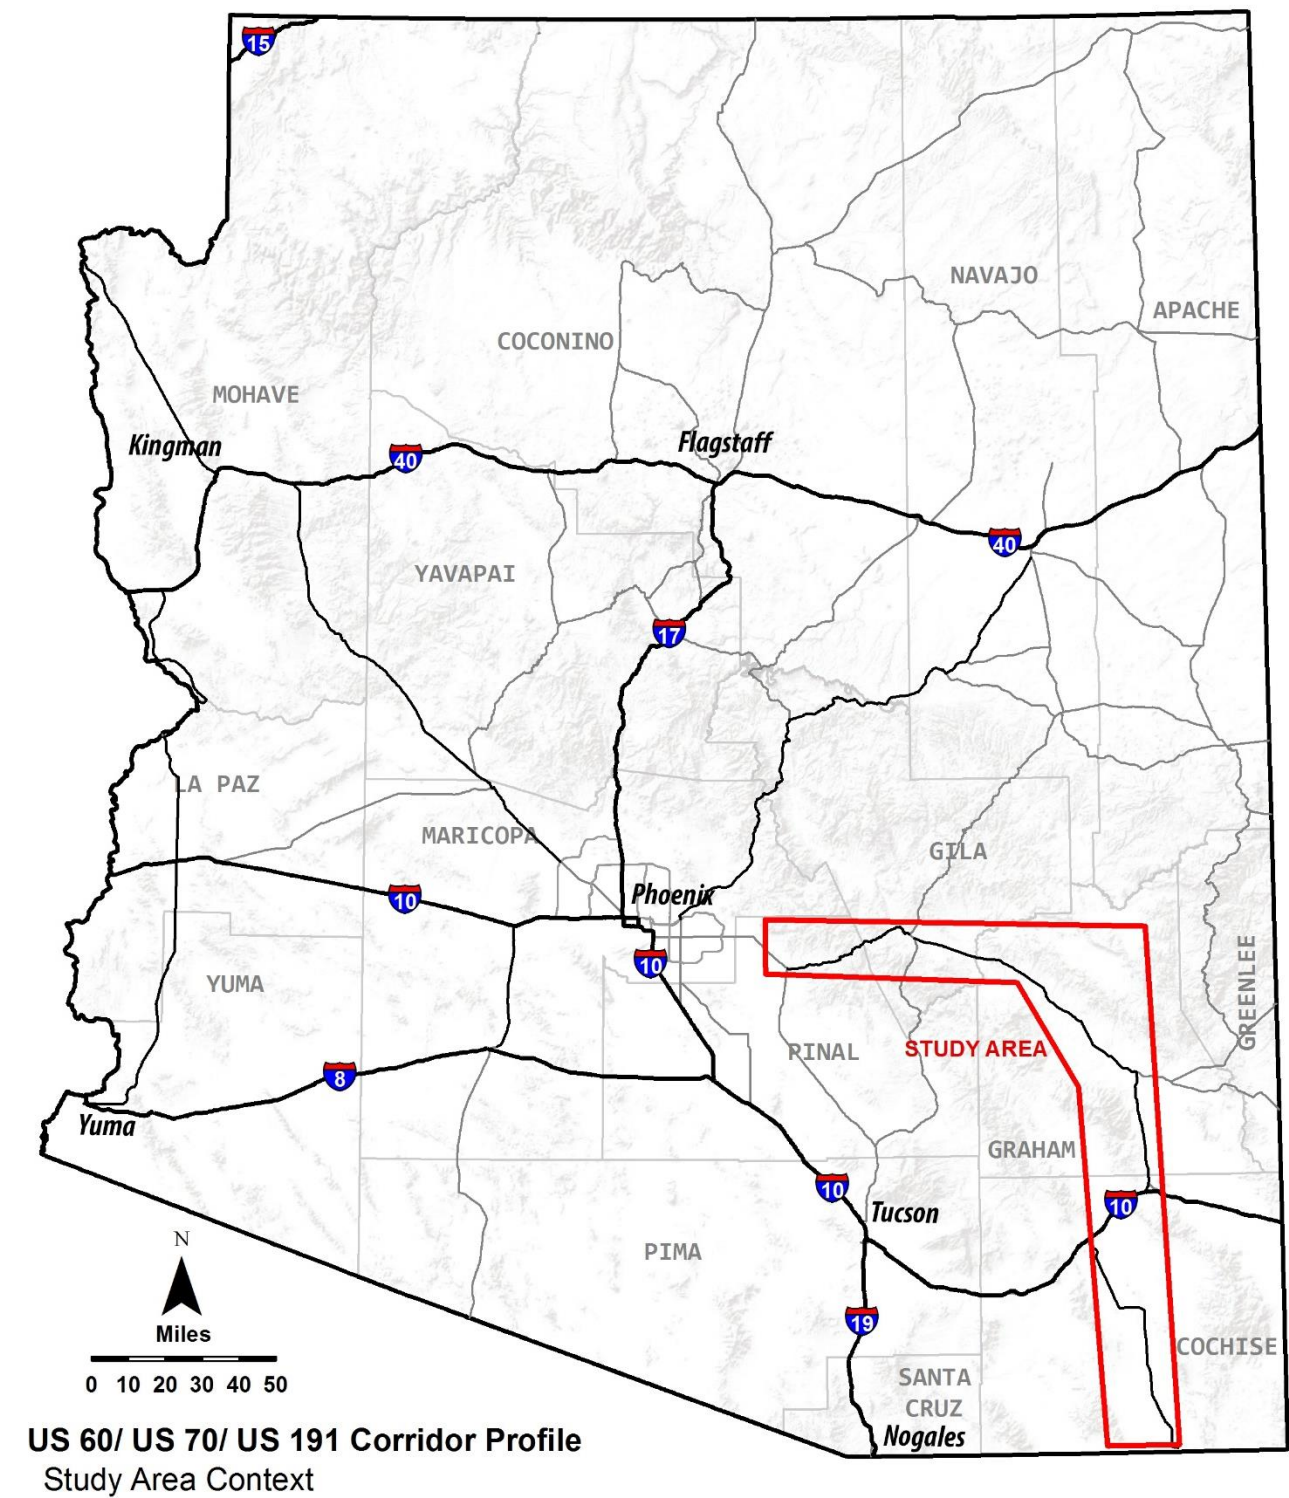 15
NAVAJO
APACHE
COCONINO
MOHAVE
Kingman
Flagstaff
40
40
YAVAPAI
17
LA PAZ
MARICOPA
GILA
Phoenix
10
10
GREENLEE
YUMA
PINAL
STUDY AREA
8
Yuma
GRAHAM
10
10
Tucson
N
PIMA
19
Miles
COCHISE
0 10 20 30 40 50
SANTA
CRUZ
Nogales
US 60/ US 70/ US 191 Corridor Profile
Study Area Context